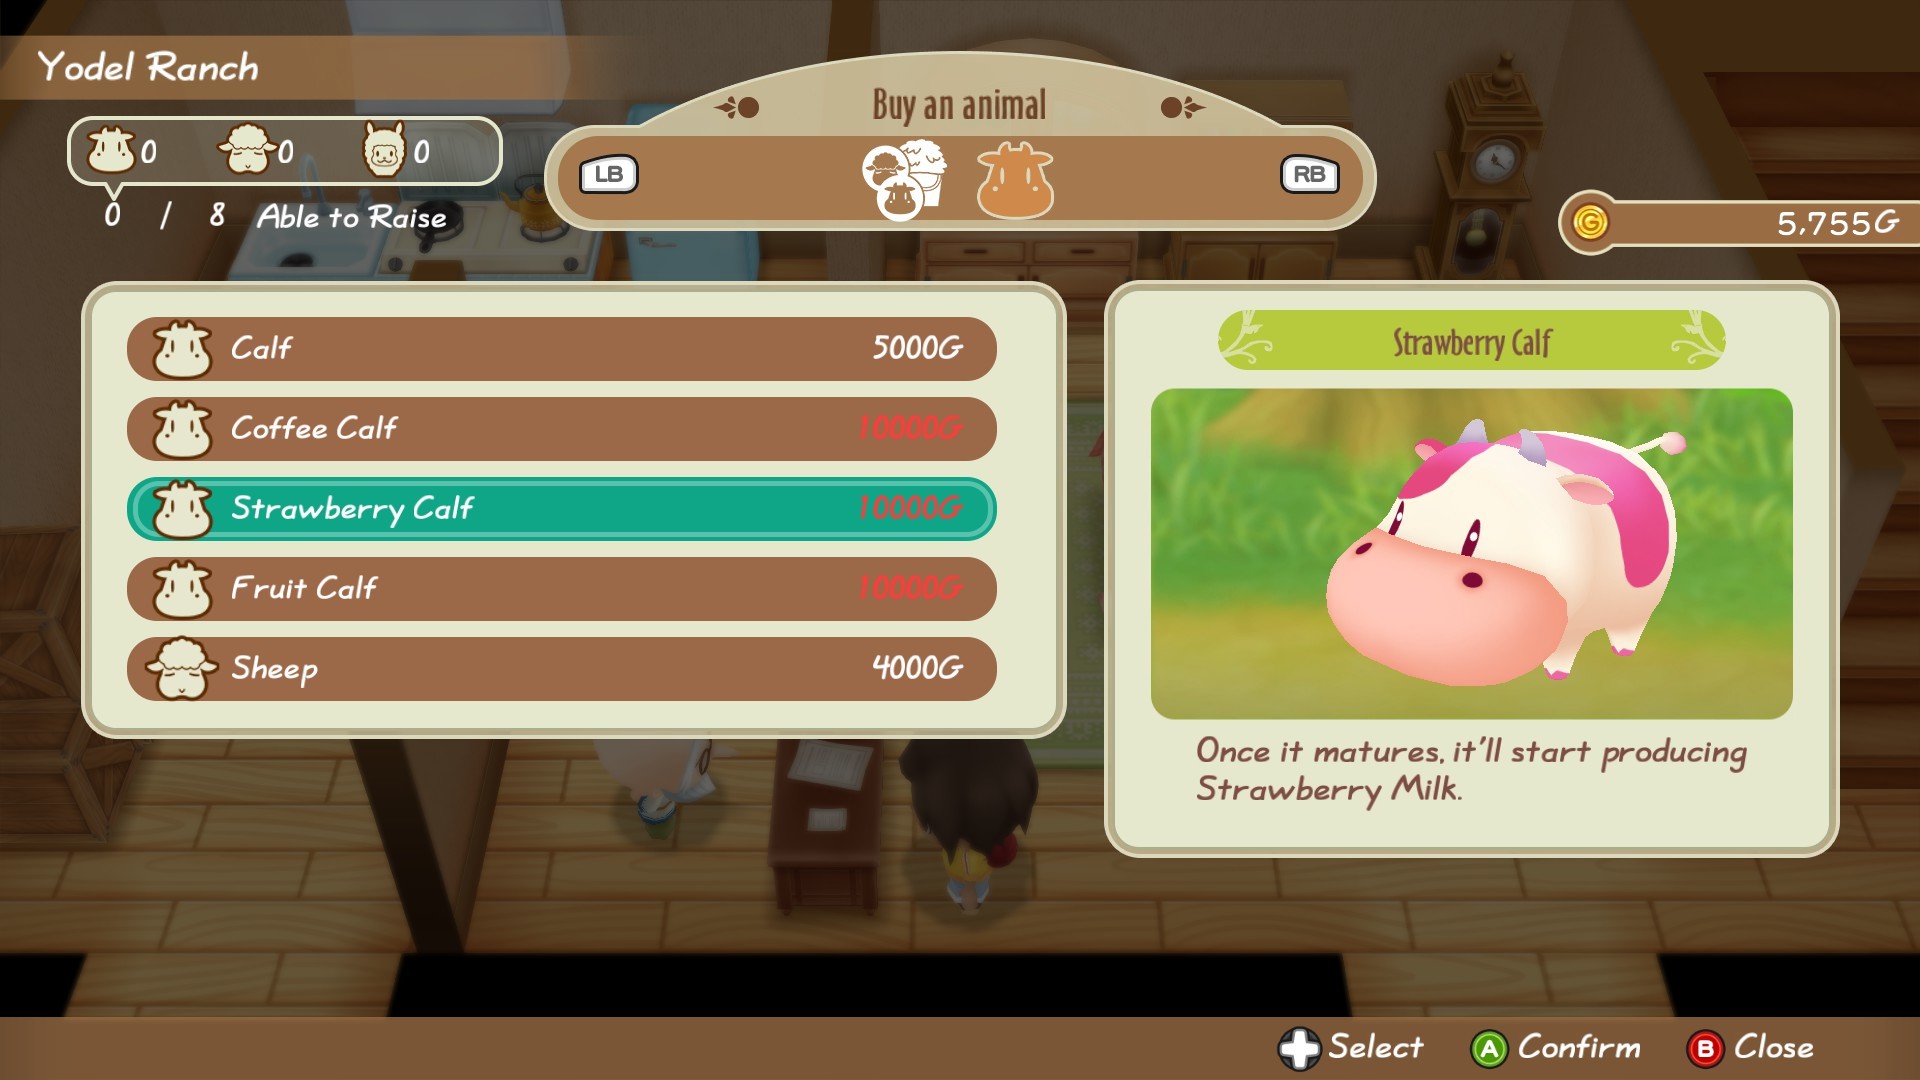 Yodel Ranch
Buy an animal
0 0 0
LB RB
0 / 8 Able to Raise
5,755G
Calf 5000G
Coffee Calf 10000G
Strawberry Calf 10000G
Fruit Calf 10000G
Sheep 4000G
Strawberry Calf
Once it matures, it'll start producing
Strawberry Milk.
Select A Confirm B Close